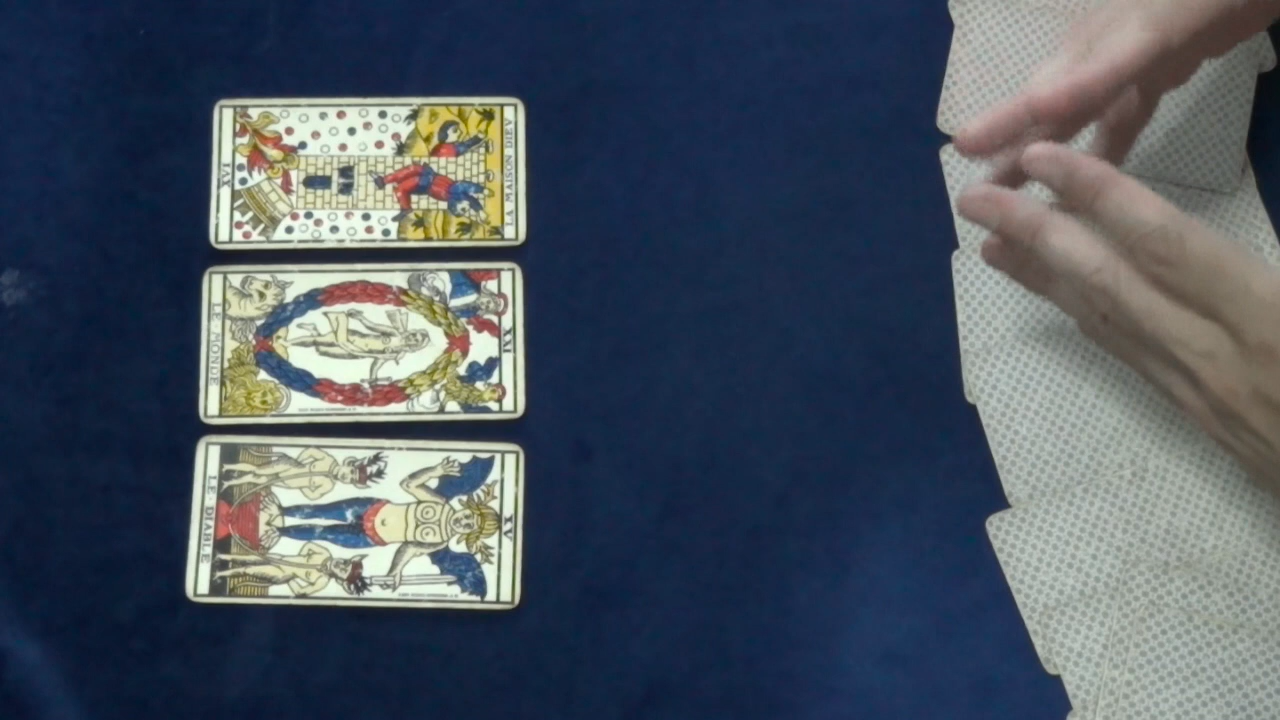 LA MAISON DIEV
XVI
LE·MONDE
XXI
LE·DIABLE
XV